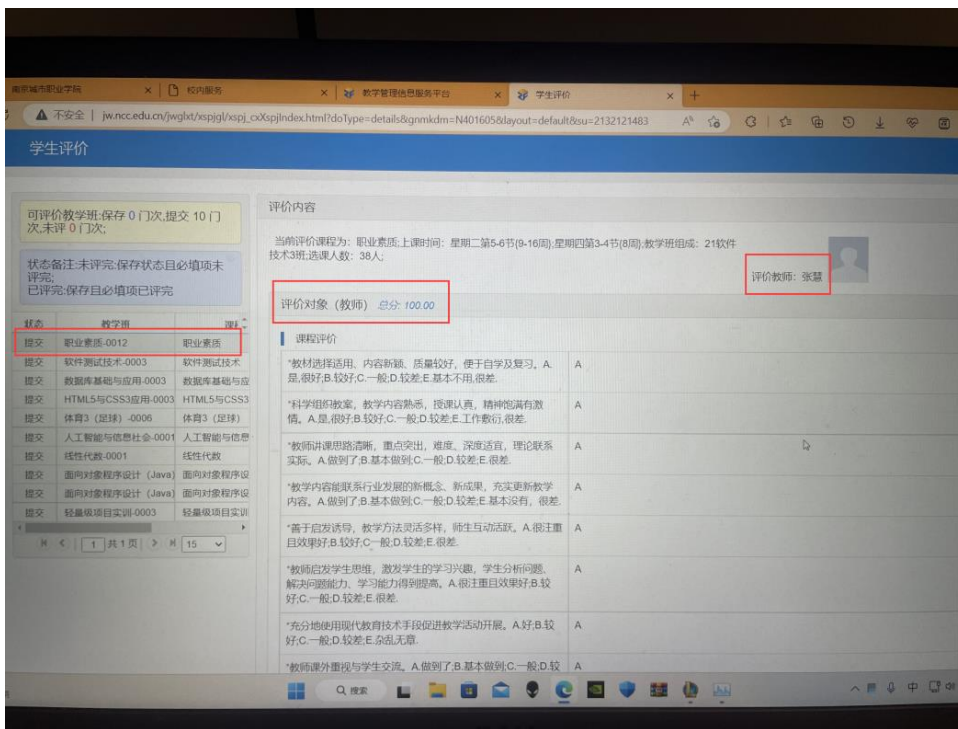 南京城市职业学院
校内服务
教学管理信息服务平台
学生评价
不安全 | jw.ncc.edu.cn/jwglxt/xspjgl/xspj_cxXspjIndex.html?doType=details&gnmkdm=N401605&layout=default&su=2132121483
学生评价
可评价教学班:保存 0 门次,提交 10 门
次,未评 0 门次;
状态备注:未评完:保存状态且必填项未
评完;
已评完:保存且必填项已评完
状态 教学班
提交 职业素质-0012 职业素质
提交 软件测试技术-0003 软件测试技术
提交 数据库基础与应用-0003 数据库基础与应
提交 HTML5与CSS3应用-0003 HTML5与CSS3
提交 体育3（足球）-0006 体育3（足球）
提交 人工智能与信息社会-0001 人工智能与信息
提交 线性代数-0001 线性代数
提交 面向对象程序设计（Java） 面向对象程序设
提交 面向对象程序设计（Java） 面向对象程序设
提交 轻量级项目实训-0003 轻量级项目实训
1 共1页 15
评价内容
当前评价课程为：职业素质;上课时间：星期二第5-6节(9-16周);星期四第3-4节(8周);教学班组成：21软件
技术3班;选课人数：38人;
评价教师：张慧
评价对象（教师） 总分: 100.00
课程评价
*教材选择适用、内容新颖、质量较好，便于自学及复习。A. A
是,很好;B.较好;C.一般;D.较差;E.基本不用,很差.
*科学组织教案，教学内容熟悉，授课认真，精神饱满有激 A
情。A.是,很好;B.较好;C.一般;D.较差;E.工作敷衍,很差.
*教师讲课思路清晰，重点突出，难度、深度适宜，理论联系 A
实际。A.做到了;B.基本做到;C.一般;D.较差;E.很差.
*教学内容能联系行业发展的新概念、新成果，充实更新教学 A
内容。A.做到了;B.基本做到;C.一般;D.较差;E.基本没有，很差.
*善于启发诱导，教学方法灵活多样，师生互动活跃。A.很注重 A
且效果好;B.较好;C.一般;D.较差;E.很差.
*教师启发学生思维，激发学生的学习兴趣，学生分析问题、 A
解决问题能力、学习能力得到提高。A.很注重且效果好;B.较
好;C.一般;D.较差;E.很差.
*充分地使用现代教育技术手段促进教学活动开展。A.好;B.较 A
好;C.一般;D.较差;E.杂乱无章.
*教师课外重视与学生交流。A.做到了;B.基本做到;C.一般;D.较 A
搜索
中